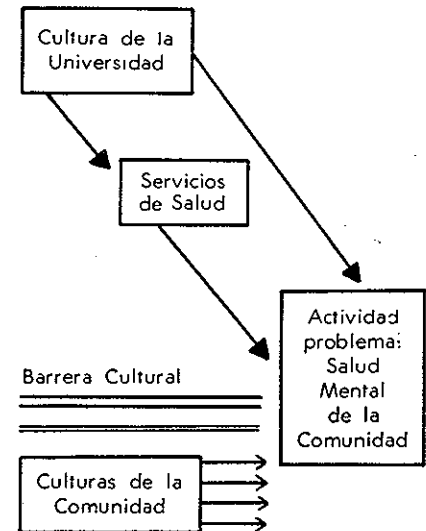 Cultura de la
Universidad
Servicios
de Salud
Actividad
problema:
Salud
Mental
de la
Comunidad
Barrera Cultural
Culturas de la
Comunidad